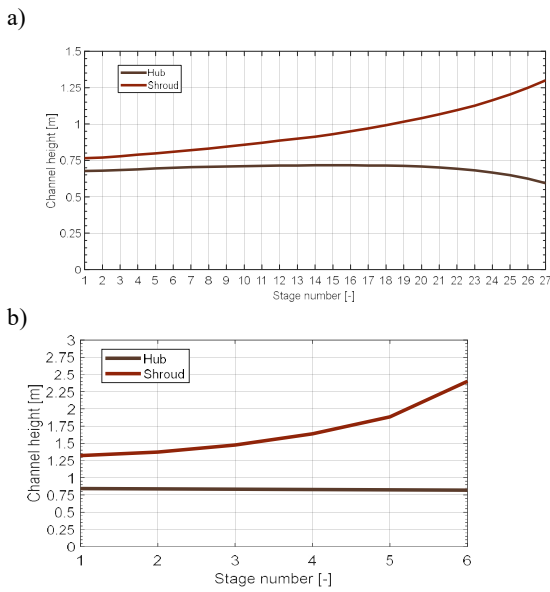 a)
1.5
1.25
1
0.75
0.5
0.25
0
Channel height [m]
Hub
Shroud
1 2 3 4 5 6 7 8 9 10 11 12 13 14 15 16 17 18 19 20 21 22 23 24 25 26 27
Stage number [-]
b)
3
2.75
2.5
2.25
2
1.75
1.5
1.25
1
0.75
0.5
0.25
0
Channel height [m]
Hub
Shroud
1 2 3 4 5 6
Stage number [-]